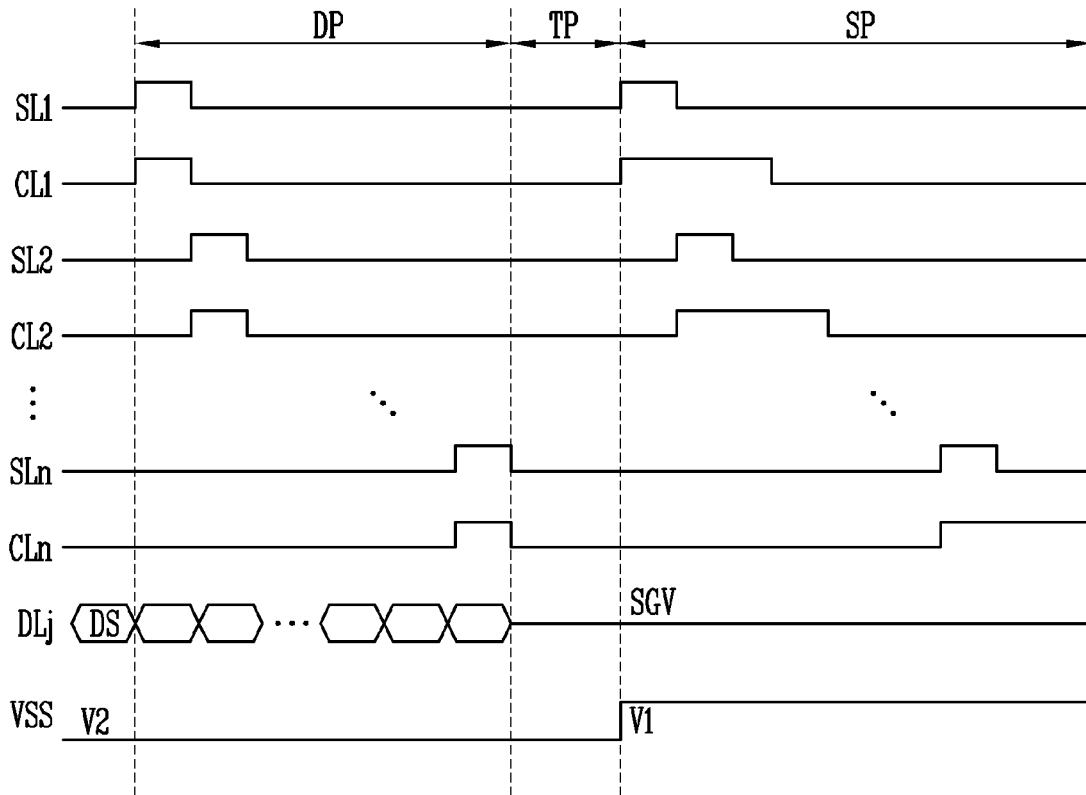 DP TP SP
SL1
CL1
SL2
CL2
SLn
CLn
DLj DS SGV
VSS V2 V1